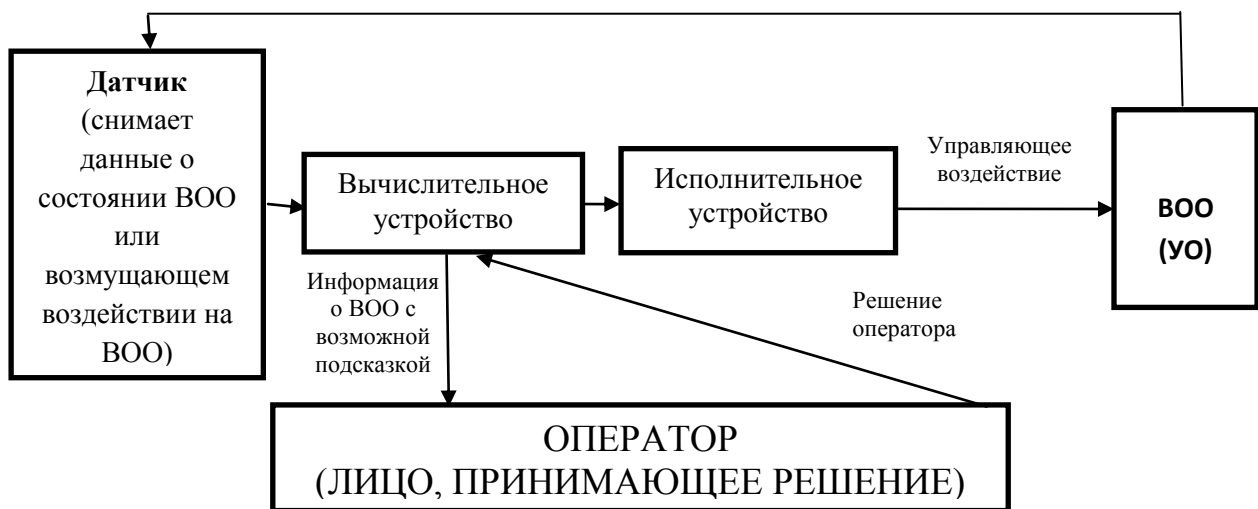 Датчик
(снимает
данные о
состоянии ВОО
или
возмущающем
воздействии на
ВОО)
Вычислительное
устройство
Исполнительное
устройство
Управляющее
воздействие
ВОО
(УО)
Информация
о ВОО с
возможной
подсказкой
Решение
оператора
ОПЕРАТОР
(ЛИЦО, ПРИНИМАЮЩЕЕ РЕШЕНИЕ)